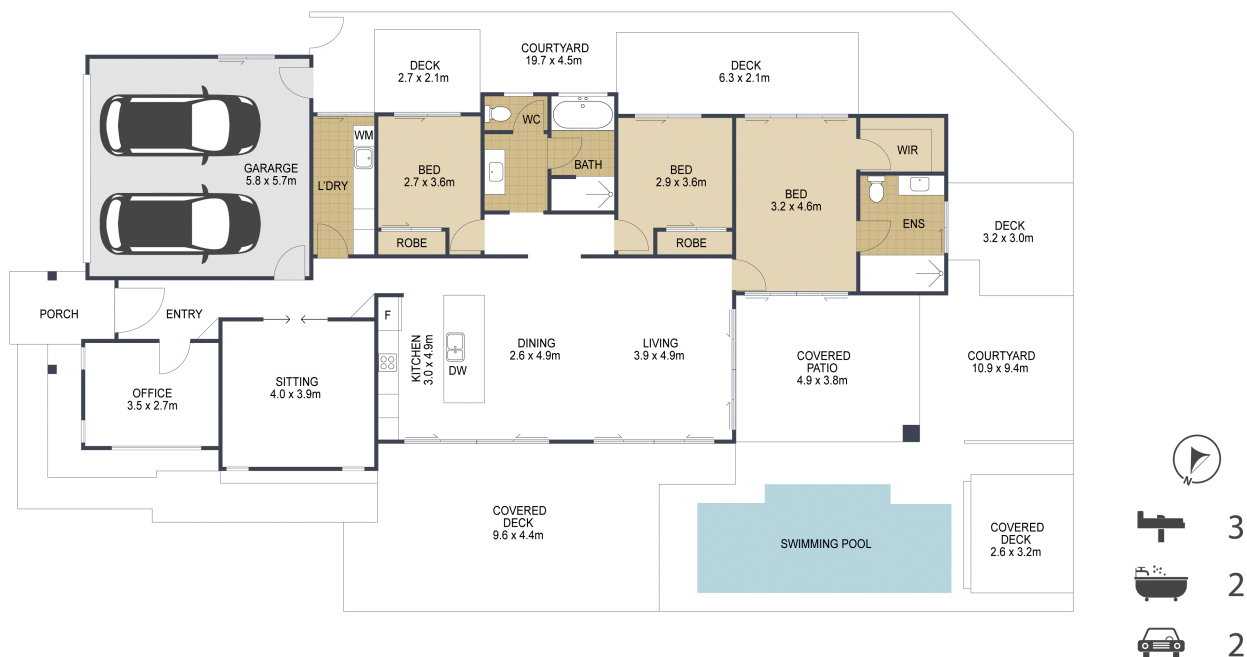 COURTYARD
19.7 x 4.5m
DECK
2.7 x 2.1m
DECK
6.3 x 2.1m
GARARGE
5.8 x 5.7m
WM
L'DRY
BED
2.7 x 3.6m
ROBE
WC
BATH
BED
2.9 x 3.6m
ROBE
BED
3.2 x 4.6m
WIR
ENS
DECK
3.2 x 3.0m
PORCH
ENTRY
OFFICE
3.5 x 2.7m
SITTING
4.0 x 3.9m
F
KITCHEN
3.0 x 4.9m
DW
DINING
2.6 x 4.9m
LIVING
3.9 x 4.9m
COVERED
PATIO
4.9 x 3.8m
COURTYARD
10.9 x 9.4m
COVERED
DECK
9.6 x 4.4m
SWIMMING POOL
COVERED
DECK
2.6 x 3.2m
N
3
2
2